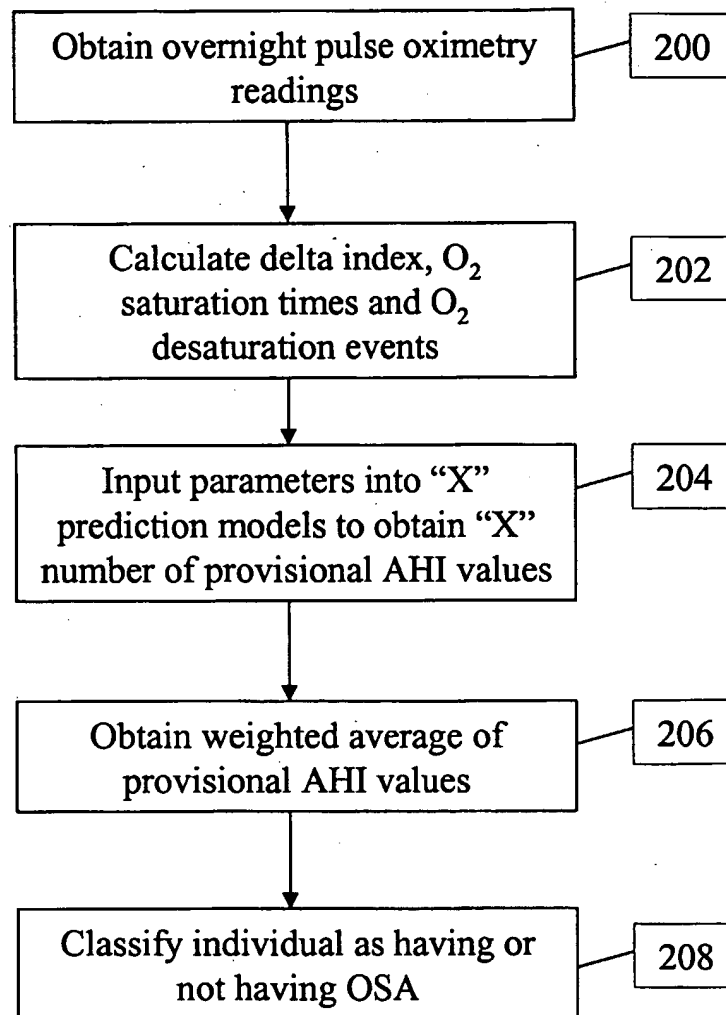 Obtain overnight pulse oximetry
readings
200
Calculate delta index, O₂
saturation times and O₂
desaturation events
202
Input parameters into “X”
prediction models to obtain “X”
number of provisional AHI values
204
Obtain weighted average of
provisional AHI values
206
Classify individual as having or
not having OSA
208